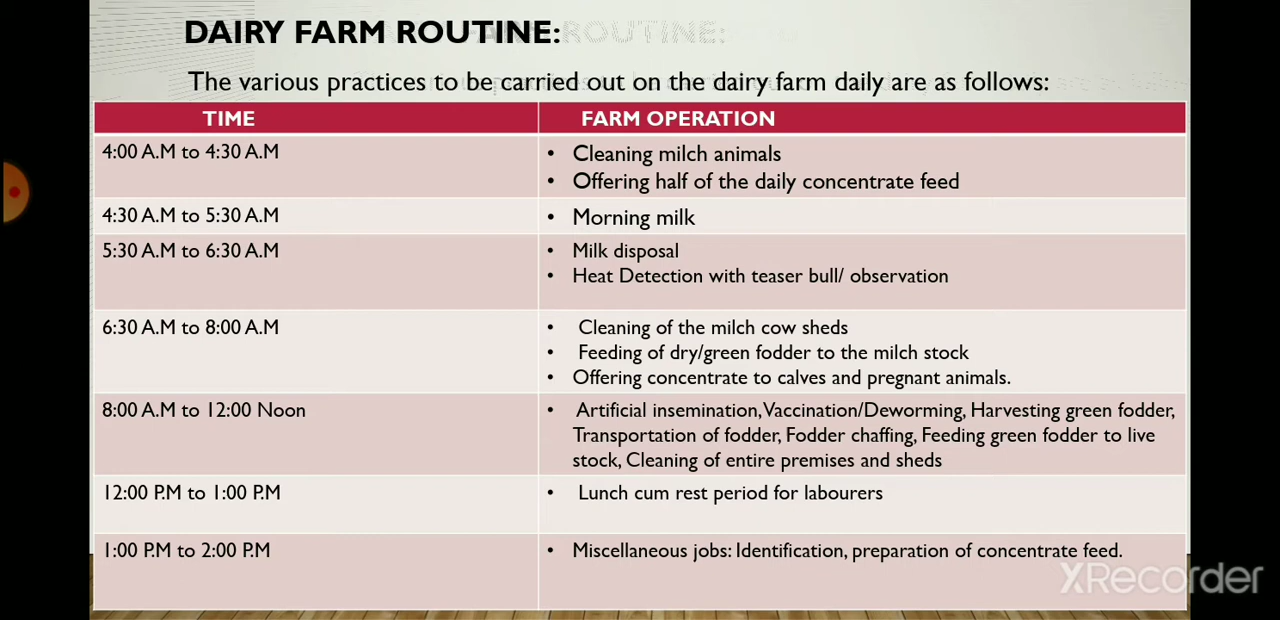 DAIRY FARM ROUTINE:
The various practices to be carried out on the dairy farm daily are as follows:
TIME FARM OPERATION
4:00 A.M to 4:30 A.M • Cleaning milch animals
• Offering half of the daily concentrate feed
4:30 A.M to 5:30 A.M • Morning milk
5:30 A.M to 6:30 A.M • Milk disposal
• Heat Detection with teaser bull/ observation
6:30 A.M to 8:00 A.M • Cleaning of the milch cow sheds
• Feeding of dry/green fodder to the milch stock
• Offering concentrate to calves and pregnant animals.
8:00 A.M to 12:00 Noon • Artificial insemination, Vaccination/Deworming, Harvesting green fodder,
Transportation of fodder, Fodder chaffing, Feeding green fodder to live
stock, Cleaning of entire premises and sheds
12:00 P.M to 1:00 P.M • Lunch cum rest period for labourers
1:00 P.M to 2:00 P.M • Miscellaneous jobs: Identification, preparation of concentrate feed.
XRecorder